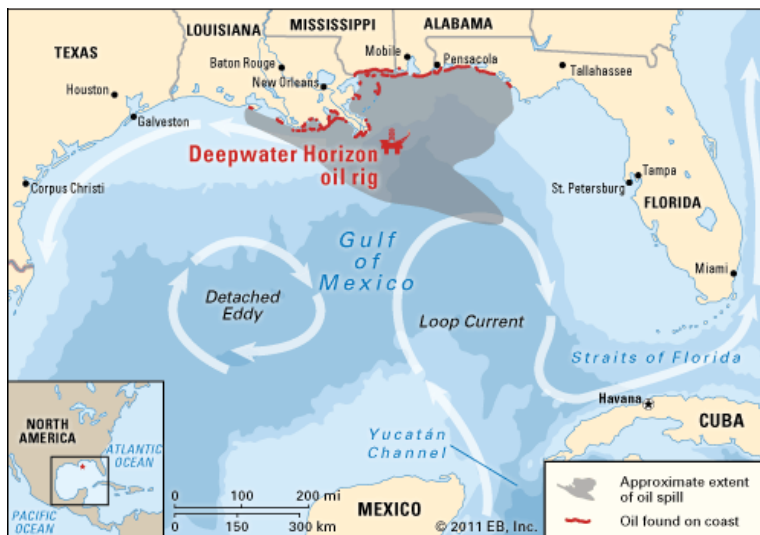 MISSISSIPPI
ALABAMA
LOUISIANA
TEXAS
Mobile
Pensacola
Baton Rouge
Tallahassee
New Orleans
Houston
Galveston
Deepwater Horizon
oil rig
Corpus Christi
Tampa
St. Petersburg
FLORIDA
Gulf
of
Mexico
Miami
Detached
Eddy
Loop Current
Straits of Florida
Havana
CUBA
NORTH
AMERICA
ATLANTIC
OCEAN
PACIFIC
OCEAN
Yucatán
Channel
0 100 200 mi
0 150 300 km
MEXICO
© 2011 EB, Inc.
Approximate extent
of oil spill
Oil found on coast